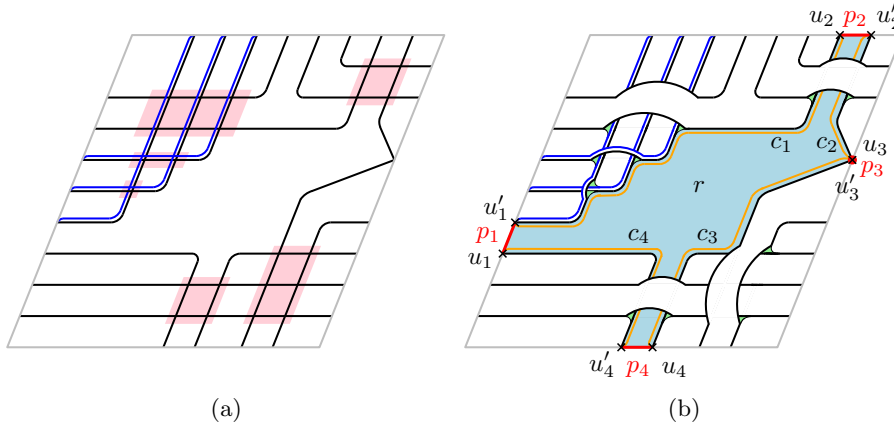 u₂ p₂ u₂′
c₁ c₂ u₃
p₃
u₃′
r
u₁′
p₁
u₁
c₄ c₃
u₄′ p₄ u₄
(a) (b)